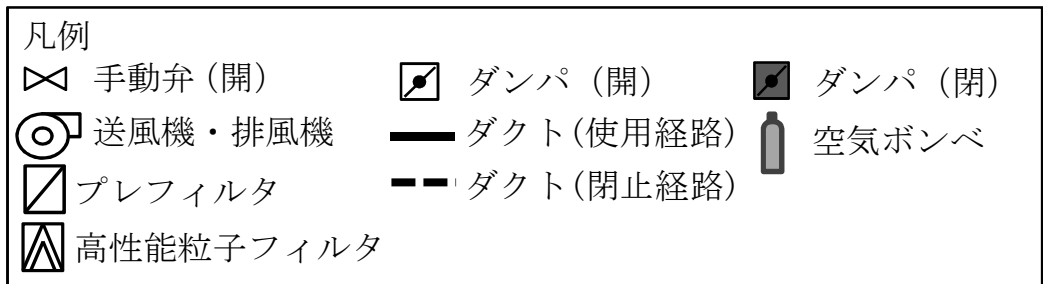 凡例
手動弁(開) ダンパ(開) ダンパ(閉)
送風機・排風機 ダクト(使用経路) 空気ボンベ
プレフィルタ ダクト(閉止経路)
高性能粒子フィルタ